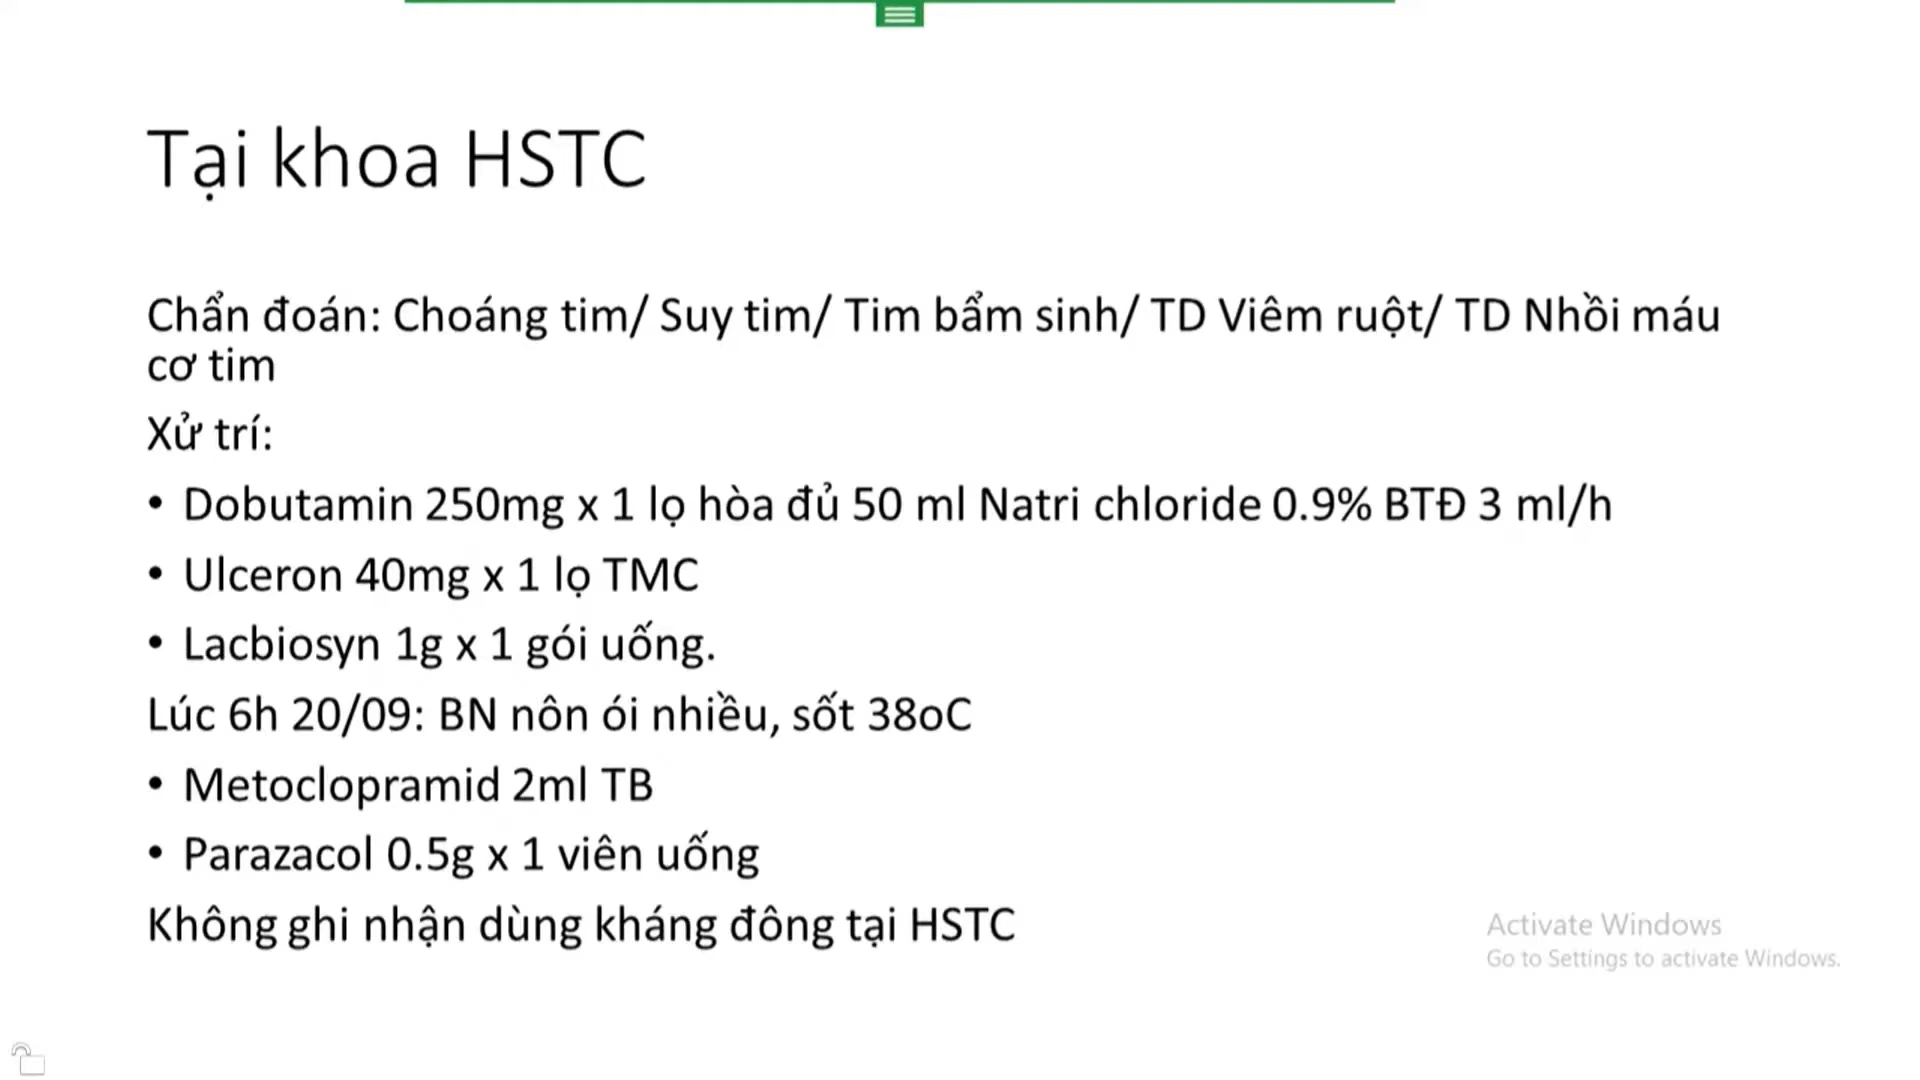 Tại khoa HSTC
Chẩn đoán: Choáng tim/ Suy tim/ Tim bẩm sinh/ TD Viêm ruột/ TD Nhồi máu
cơ tim
Xử trí:
• Dobutamin 250mg x 1 lọ hòa đủ 50 ml Natri chloride 0.9% BTĐ 3 ml/h
• Ulceron 40mg x 1 lọ TMC
• Lacbiosyn 1g x 1 gói uống.
Lúc 6h 20/09: BN nôn ói nhiều, sốt 38oC
• Metoclopramid 2ml TB
• Parazacol 0.5g x 1 viên uống
Không ghi nhận dùng kháng đông tại HSTC
Activate Windows
Go to Settings to activate Windows.